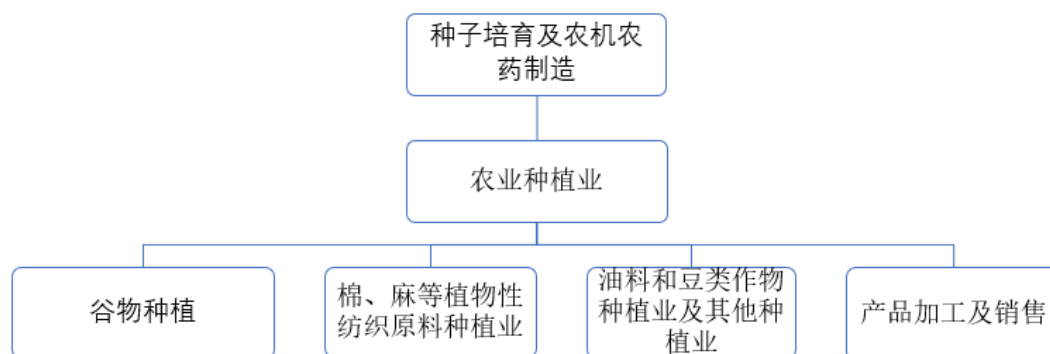 种子培育及农机农
药制造
农业种植业
谷物种植
棉、麻等植物性
纺织原料种植业
油料和豆类作物
种植业及其他种
植业
产品加工及销售